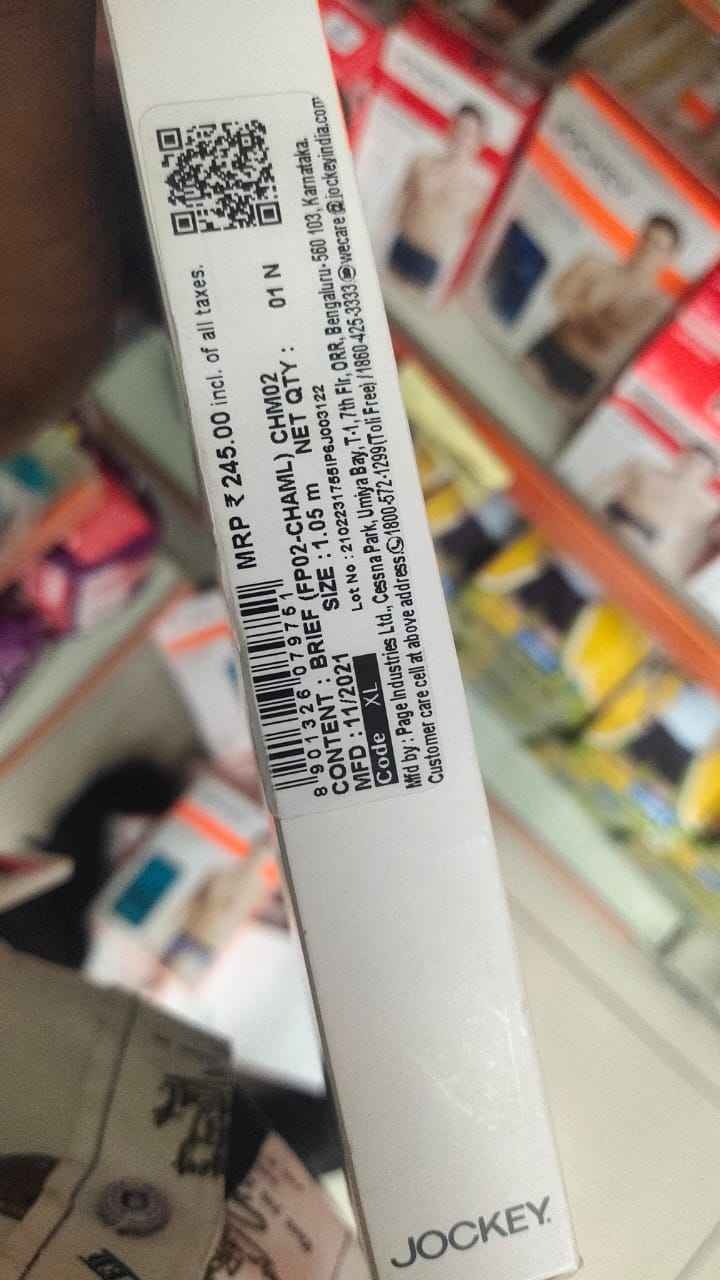 MRP ₹ 245.00 incl. of all taxes.
8 901326 079751
CONTENT : BRIEF (FP02-CHAML) CHM02
MFD : 11/2021 SIZE : 1.05 m NET QTY : 01 N
Code XL Lot No : 2102231755IP6J003122
Mfd by : Page Industries Ltd., Cessna Park, Umiya Bay, T-1, 7th Flr, ORR, Bengaluru- 560 103, Karnataka.
Customer care cell at above address 1800-572-1299(Toll Free) / 1860-425-3333 wecare@jockeyindia.com
JOCKEY